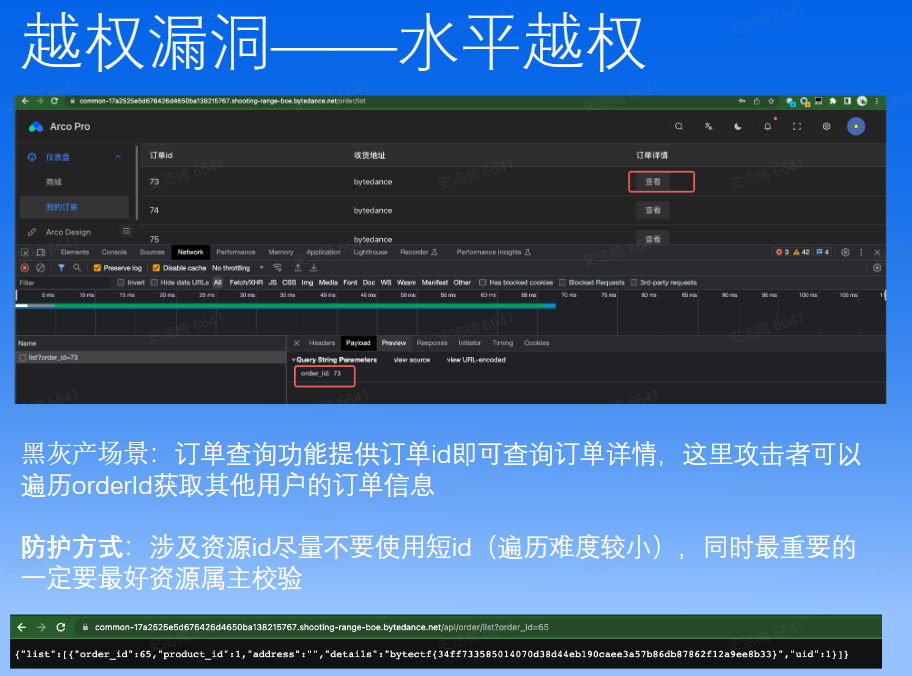 越权漏洞——水平越权
common-17a2525e5d676426d4650ba138215767.shooting-range-boe.bytedance.net/order/list
Arco Pro
仪表盘
商城
我的订单
Arco Design
订单id 收货地址 订单详情
73 bytedance 查看
74 bytedance 查看
75 bytedance 查看
Elements Console Sources Network Performance Memory Application Lighthouse Recorder Performance insights 3 42 4
Preserve log Disable cache No throttling
Filter Invert Hide data URLs All Fetch/XHR JS CSS Img Media Font Doc WS Wasm Manifest Other Has blocked cookies Blocked Requests 3rd-party requests
5 ms 10 ms 15 ms 20 ms 25 ms 30 ms 35 ms 40 ms 45 ms 50 ms 55 ms 60 ms 65 ms 70 ms 75 ms 80 ms 85 ms 90 ms 95 ms 100 ms 105 ms
Name Headers Payload Preview Response Initiator Timing Cookies
list?order_id=73
Query String Parameters view source view URL-encoded
order_id: 73
黑灰产场景：订单查询功能提供订单id即可查询订单详情，这里攻击者可以
遍历orderId获取其他用户的订单信息
防护方式：涉及资源id尽量不要使用短id（遍历难度较小），同时最重要的
一定要最好资源属主校验
common-17a2525e5d676426d4650ba138215767.shooting-range-boe.bytedance.net/api/order/list?order_id=65
{"list":[{"order_id":65,"product_id":1,"address":"","details":"bytectf{34ff733585014070d38d44eb190caee3a57b86db87862f12a9ee8b33}","uid":1}]}
史浩楠 6641